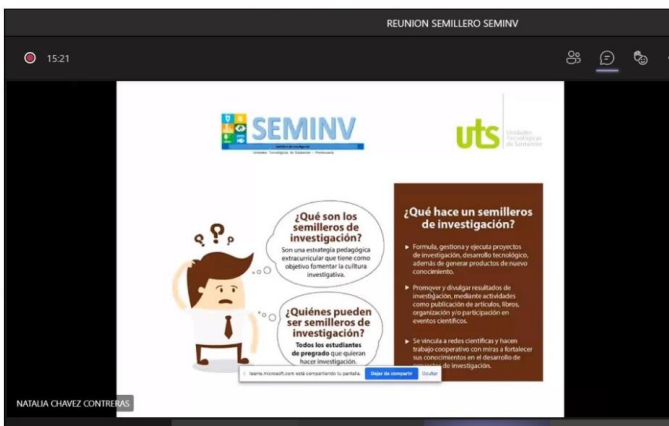 REUNION SEMILLERO SEMINV
15:21
SEMINV
uts
Unidades
Tecnológicas
de Santander
¿Qué son los
semilleros de
investigación?
Son una estrategia pedagógica
extracurricular que tiene como
objetivo fomentar la cultura
investigativa.
¿Quiénes pueden
ser semilleros de
investigación?
Todos los estudiantes
de pregrado que quieran
hacer investigación.
¿Qué hace un semilleros
de investigación?
► Formula, gestiona y ejecuta proyectos
de investigación, desarrollo tecnológico,
además de generar productos de nuevo
conocimiento.
► Promover y divulgar resultados de
investigación, mediante actividades
como publicación de artículos, libros,
organización y/o participación en
eventos científicos.
► Se vincula a redes científicas y hacen
trabajo cooperativo con miras a fortalecer
sus conocimientos en el desarrollo de
de investigación.
teams.microsoft.com está compartiendo tu pantalla.
Dejar de compartir
Ocultar
NATALIA CHAVEZ CONTRERAS